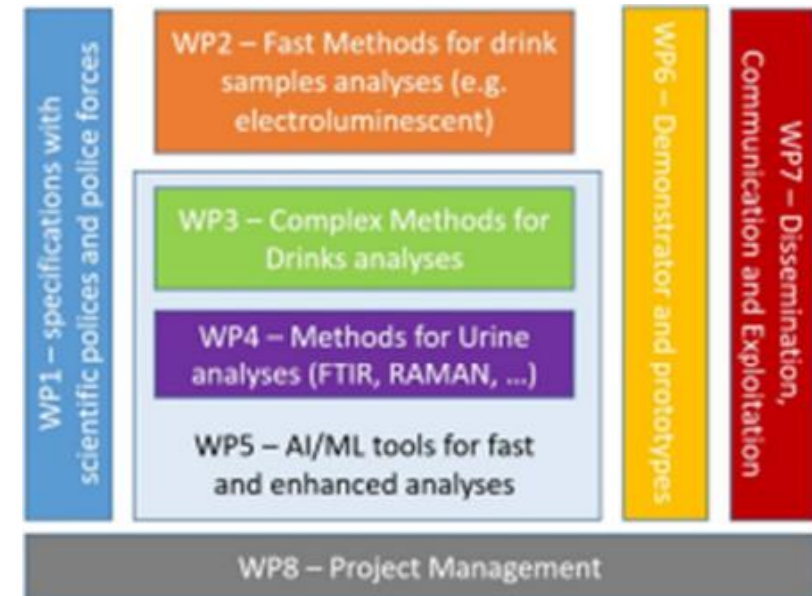 WP1 – specifications with
scientific polices and police forces
WP2 – Fast Methods for drink
samples analyses (e.g.
electroluminescent)
WP3 – Complex Methods for
Drinks analyses
WP4 – Methods for Urine
analyses (FTIR, RAMAN, ...)
WP5 – AI/ML tools for fast
and enhanced analyses
WP6 – Demonstrator and prototypes
WP7 – Dissemination,
Communication and Exploitation
WP8 – Project Management